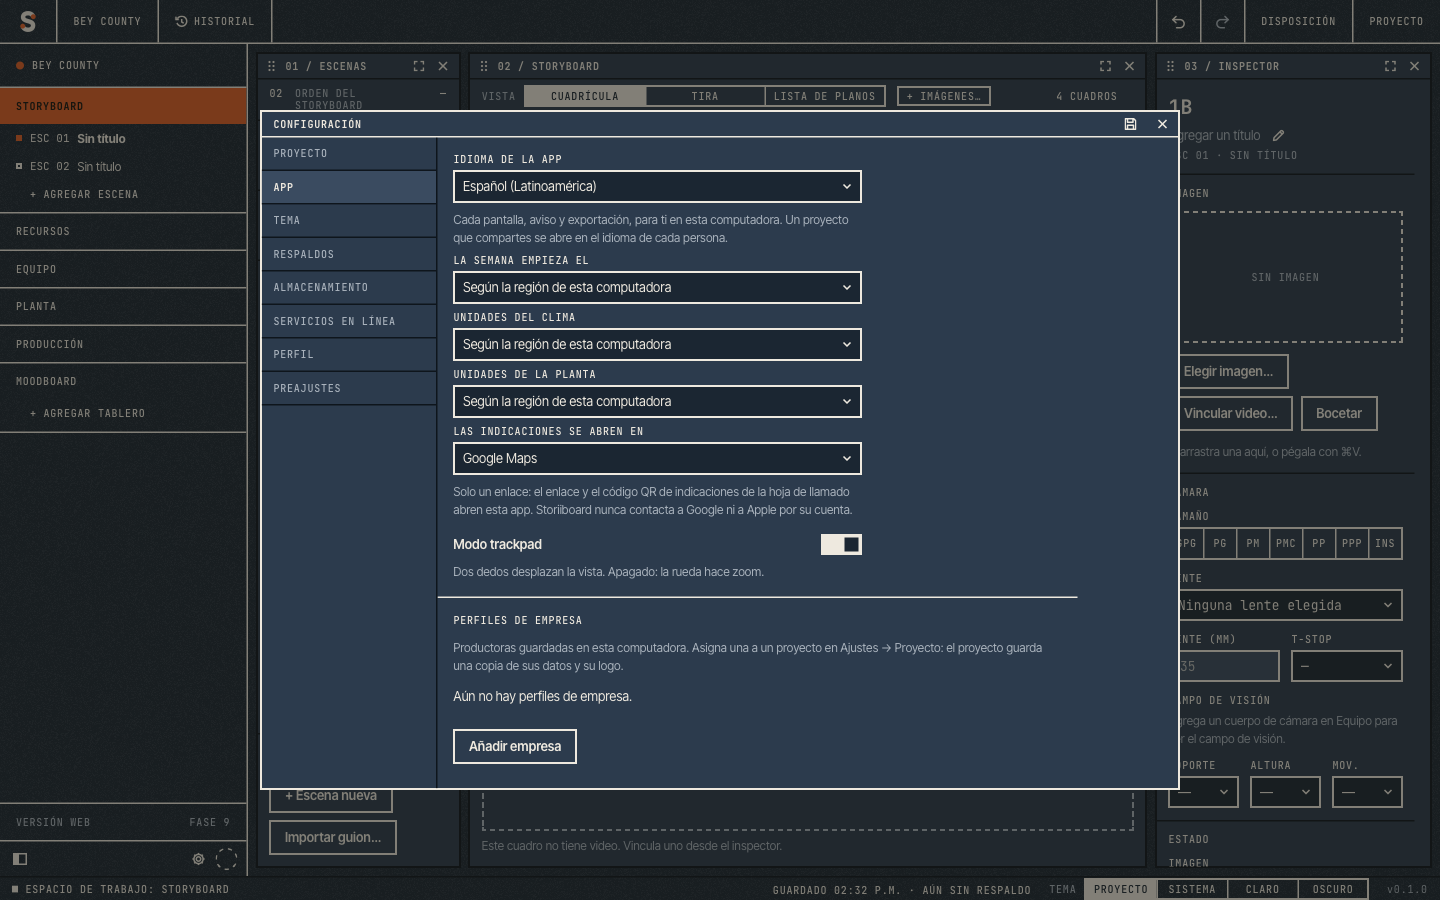 S
BEY COUNTY
HISTORIAL
DISPOSICIÓN
PROYECTO
BEY COUNTY
STORYBOARD
ESC 01 Sin título
ESC 02 Sin título
+ AGREGAR ESCENA
RECURSOS
EQUIPO
PLANTA
PRODUCCIÓN
MOODBOARD
+ AGREGAR TABLERO
VERSIÓN WEB
FASE 9
01 / ESCENAS
02 ORDEN DEL
STORYBOARD
—
+ Escena nueva
Importar guion…
02 / STORYBOARD
VISTA
CUADRÍCULA
TIRA
LISTA DE PLANOS
+ IMÁGENES…
4 CUADROS
Este cuadro no tiene video. Vincula uno desde el inspector.
CONFIGURACIÓN
PROYECTO
APP
TEMA
RESPALDOS
ALMACENAMIENTO
SERVICIOS EN LÍNEA
PERFIL
PREAJUSTES
IDIOMA DE LA APP
Español (Latinoamérica)
Cada pantalla, aviso y exportación, para ti en esta computadora. Un proyecto
que compartes se abre en el idioma de cada persona.
LA SEMANA EMPIEZA EL
Según la región de esta computadora
UNIDADES DEL CLIMA
Según la región de esta computadora
UNIDADES DE LA PLANTA
Según la región de esta computadora
LAS INDICACIONES SE ABREN EN
Google Maps
Solo un enlace: el enlace y el código QR de indicaciones de la hoja de llamado
abren esta app. Storiiboard nunca contacta a Google ni a Apple por su cuenta.
Modo trackpad
Dos dedos desplazan la vista. Apagado: la rueda hace zoom.
PERFILES DE EMPRESA
Productoras guardadas en esta computadora. Asigna una a un proyecto en Ajustes → Proyecto: el proyecto guarda
una copia de sus datos y su logo.
Aún no hay perfiles de empresa.
Añadir empresa
03 / INSPECTOR
1B
gregar un título
C 01 · SIN TÍTULO
AGEN
SIN IMAGEN
Elegir imagen…
Vincular video…
Bocetar
arrastra una aquí, o pégala con ⌘V.
MARA
MAÑO
GPG PG PM PMC PP PPP INS
NTE
Ninguna lente elegida
NTE (MM)
T-STOP
35
—
MPO DE VISIÓN
grega un cuerpo de cámara en Equipo para
r el campo de visión.
PORTE
ALTURA
MOV.
— — —
ESTADO
IMAGEN
ESPACIO DE TRABAJO: STORYBOARD
GUARDADO 02:32 P.M. · AÚN SIN RESPALDO
TEMA
PROYECTO
SISTEMA
CLARO
OSCURO
v0.1.0